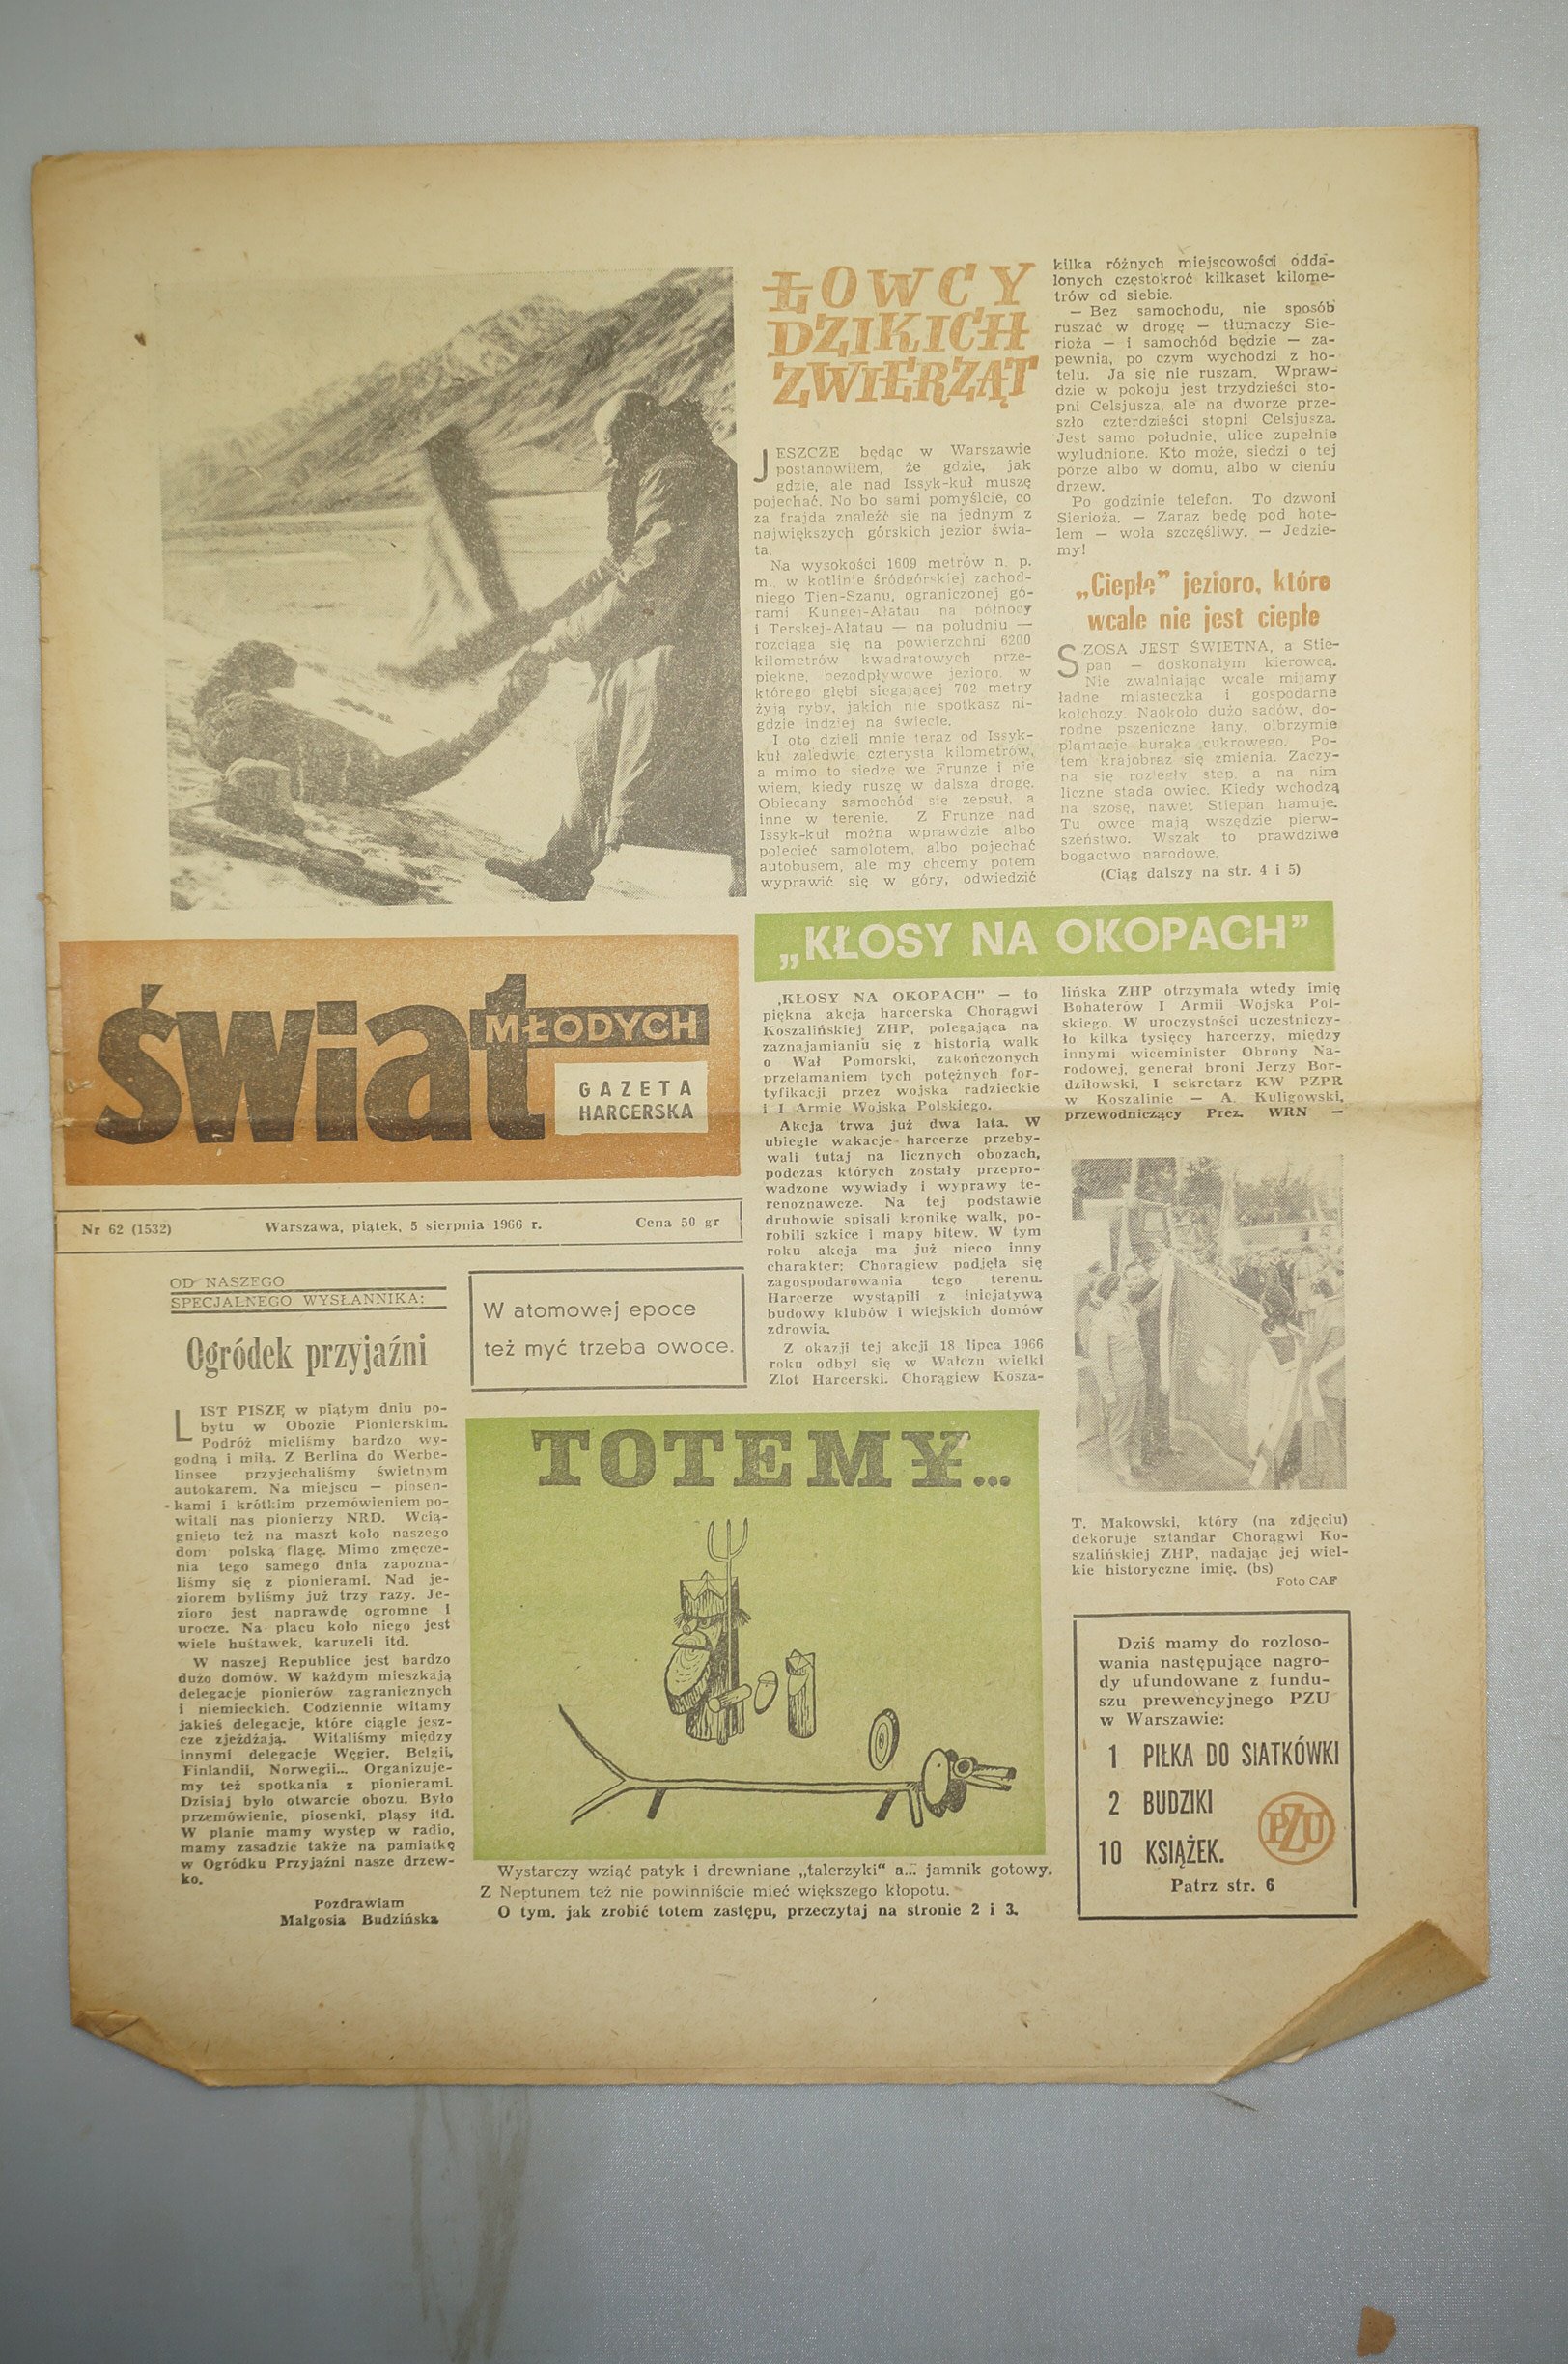 ŁOWCY
DZIKICH
ZWIERZĄT
JESZCZE będąc w Warszawie
postanowiłem, że gdzie, jak
gdzie, ale nad Issyk-kuł muszę
pojechać. No bo sami pomyślcie, co
za frajda znaleźć się na jednym z
największych górskich jezior świa-
ta.
Na wysokości 1609 metrów n. p.
m. w kotlinie śródgórskiej zachod-
niego Tien-Szanu, ograniczonej gó-
rami Kungej-Ałatau na północy
i Terskej-Ałatau — na południu —
rozciąga się na powierzchni 6200
kilometrów kwadratowych prze-
piękne, bezodpływowe jezioro, w
którego głębi sięgającej 702 metry
żyją ryby, jakich nie spotkasz ni-
gdzie indziej na świecie.
I oto dzieli mnie teraz od Issyk-
kuł zaledwie czterysta kilometrów,
a mimo to siedzę we Frunze i nie
wiem, kiedy ruszę w dalszą drogę.
Obiecany samochód się zepsuł, a
inne w terenie. Z Frunze nad
Issyk-kuł można wprawdzie albo
polecieć samolotem, albo pojechać
autobusem, ale my chcemy potem
wyprawić się w góry, odwiedzić
kilka różnych miejscowości odda-
lonych częstokroć kilkaset kilome-
trów od siebie.
— Bez samochodu, nie sposób
ruszać w drogę — tłumaczy Sie-
rioża — i samochód będzie — za-
pewnia, po czym wychodzi z ho-
telu. Ja się nie ruszam. Wpraw-
dzie w pokoju jest trzydzieści sto-
pni Celsjusza, ale na dworze prze-
szło czterdzieści stopni Celsjusza.
Jest samo południe, ulice zupełnie
wyludnione. Kto może, siedzi o tej
porze albo w domu, albo w cieniu
drzew.
Po godzinie telefon. To dzwoni
Sierioża. — Zaraz będę pod hote-
lem — woła szczęśliwy. — Jedzie-
my!
„Ciepłe” jezioro, które
wcale nie jest ciepłe
SZOSA JEST ŚWIETNA, a Stie-
pan — doskonałym kierowcą.
Nie zwalniając wcale mijamy
ładne miasteczka i gospodarne
kołchozy. Naokoło dużo sadów, do-
rodne pszeniczne łany, olbrzymie
plantacje buraka cukrowego. Po-
tem krajobraz się zmienia. Zaczy-
na się rozległy step, a na nim
liczne stada owiec. Kiedy wchodzą
na szosę, nawet Stiepan hamuje.
Tu owce mają wszędzie pierw-
szeństwo. Wszak to prawdziwe
bogactwo narodowe.
(Ciąg dalszy na str. 4 i 5)
świat
MŁODYCH
GAZETA
HARCERSKA
Nr 62 (1532) Warszawa, piątek, 5 sierpnia 1966 r. Cena 50 gr
„KŁOSY NA OKOPACH”
„KŁOSY NA OKOPACH” — to
piękna akcja harcerska Chorągwi
Koszalińskiej ZHP, polegająca na
zaznajamianiu się z historią walk
o Wał Pomorski, zakończonych
przełamaniem tych potężnych for-
tyfikacji przez wojska radzieckie
i I Armię Wojska Polskiego.
Akcja trwa już dwa lata. W
ubiegłe wakacje harcerze przeby-
wali tutaj na licznych obozach,
podczas których zostały przepro-
wadzone wywiady i wyprawy te-
renoznawcze. Na tej podstawie
druhowie spisali kronikę walk, po-
robili szkice i mapy bitew. W tym
roku akcja ma już nieco inny
charakter: Chorągiew podjęła się
zagospodarowania tego terenu.
Harcerze wystąpili z inicjatywą
budowy klubów i wiejskich domów
zdrowia.
Z okazji tej akcji 18 lipca 1966
roku odbył się w Wałczu wielki
Zlot Harcerski. Chorągiew Kosza-
lińska ZHP otrzymała wtedy imię
Bohaterów I Armii Wojska Pol-
skiego. W uroczystości uczestniczy-
ło kilka tysięcy harcerzy, między
innymi wiceminister Obrony Na-
rodowej, generał broni Jerzy Bor-
dziłowski, I sekretarz KW PZPR
w Koszalinie — A. Kuligowski,
przewodniczący Prez. WRN —
T. Makowski, który (na zdjęciu)
dekoruje sztandar Chorągwi Ko-
szalińskiej ZHP, nadając jej wiel-
kie historyczne imię. (bs)
Foto CAF
OD NASZEGO
SPECJALNEGO WYSŁANNIKA:
Ogródek przyjaźni
LIST PISZĘ w piątym dniu po-
bytu w Obozie Pionierskim.
Podróż mieliśmy bardzo wy-
godną i miłą. Z Berlina do Werbe-
linsee przyjechaliśmy świetnym
autokarem. Na miejscu — piosen-
kami i krótkim przemówieniem po-
witali nas pionierzy NRD. Wcią-
gnięto też na maszt koło naszego
dom polską flagę. Mimo zmęcze-
nia tego samego dnia zapozna-
liśmy się z pionierami. Nad je-
ziorem byliśmy już trzy razy. Je-
zioro jest naprawdę ogromne i
urocze. Na placu koło niego jest
wiele huśtawek, karuzeli itd.
W naszej Republice jest bardzo
dużo domów. W każdym mieszkają
delegacje pionierów zagranicznych
i niemieckich. Codziennie witamy
jakieś delegacje, które ciągle jesz-
cze zjeżdżają. Witaliśmy między
innymi delegacje Węgier, Belgii,
Finlandii, Norwegii... Organizuje-
my też spotkania z pionierami.
Dzisiaj było otwarcie obozu. Było
przemówienie, piosenki, pląsy itd.
W planie mamy występ w radio,
mamy zasadzić także na pamiątkę
w Ogródku Przyjaźni nasze drzew-
ko.
Pozdrawiam
Małgosia Budzińska
W atomowej epoce
też myć trzeba owoce.
TOTEMY...
Wystarczy wziąć patyk i drewniane „talerzyki“ a... jamnik gotowy.
Z Neptunem też nie powinniście mieć większego kłopotu.
O tym, jak zrobić totem zastępu, przeczytaj na stronie 2 i 3.
Dziś mamy do rozloso-
wania następujące nagro-
dy ufundowane z fundu-
szu prewencyjnego PZU
w Warszawie:
1 PIŁKA DO SIATKÓWKI
2 BUDZIKI
10 KSIĄŻEK.
PZU
Patrz str. 6